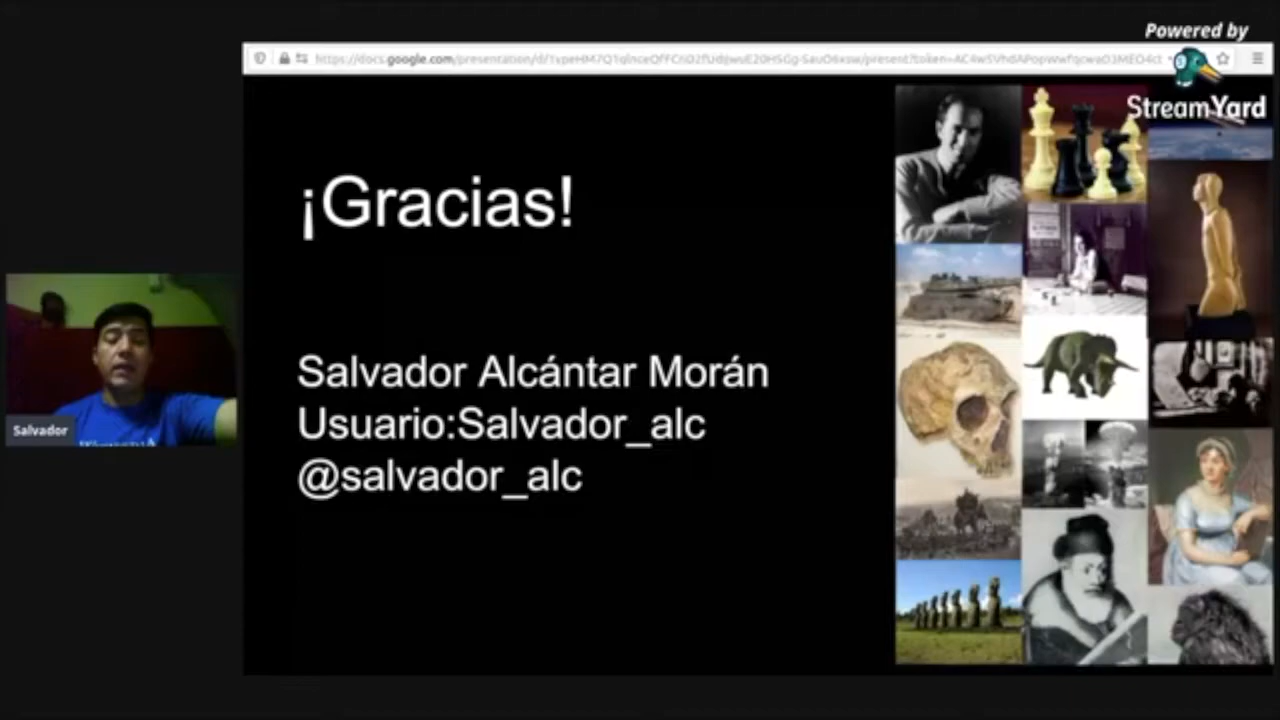 Powered by
StreamYard
¡Gracias!
Salvador Alcántar Morán
Usuario:Salvador_alc
@salvador_alc
Salvador